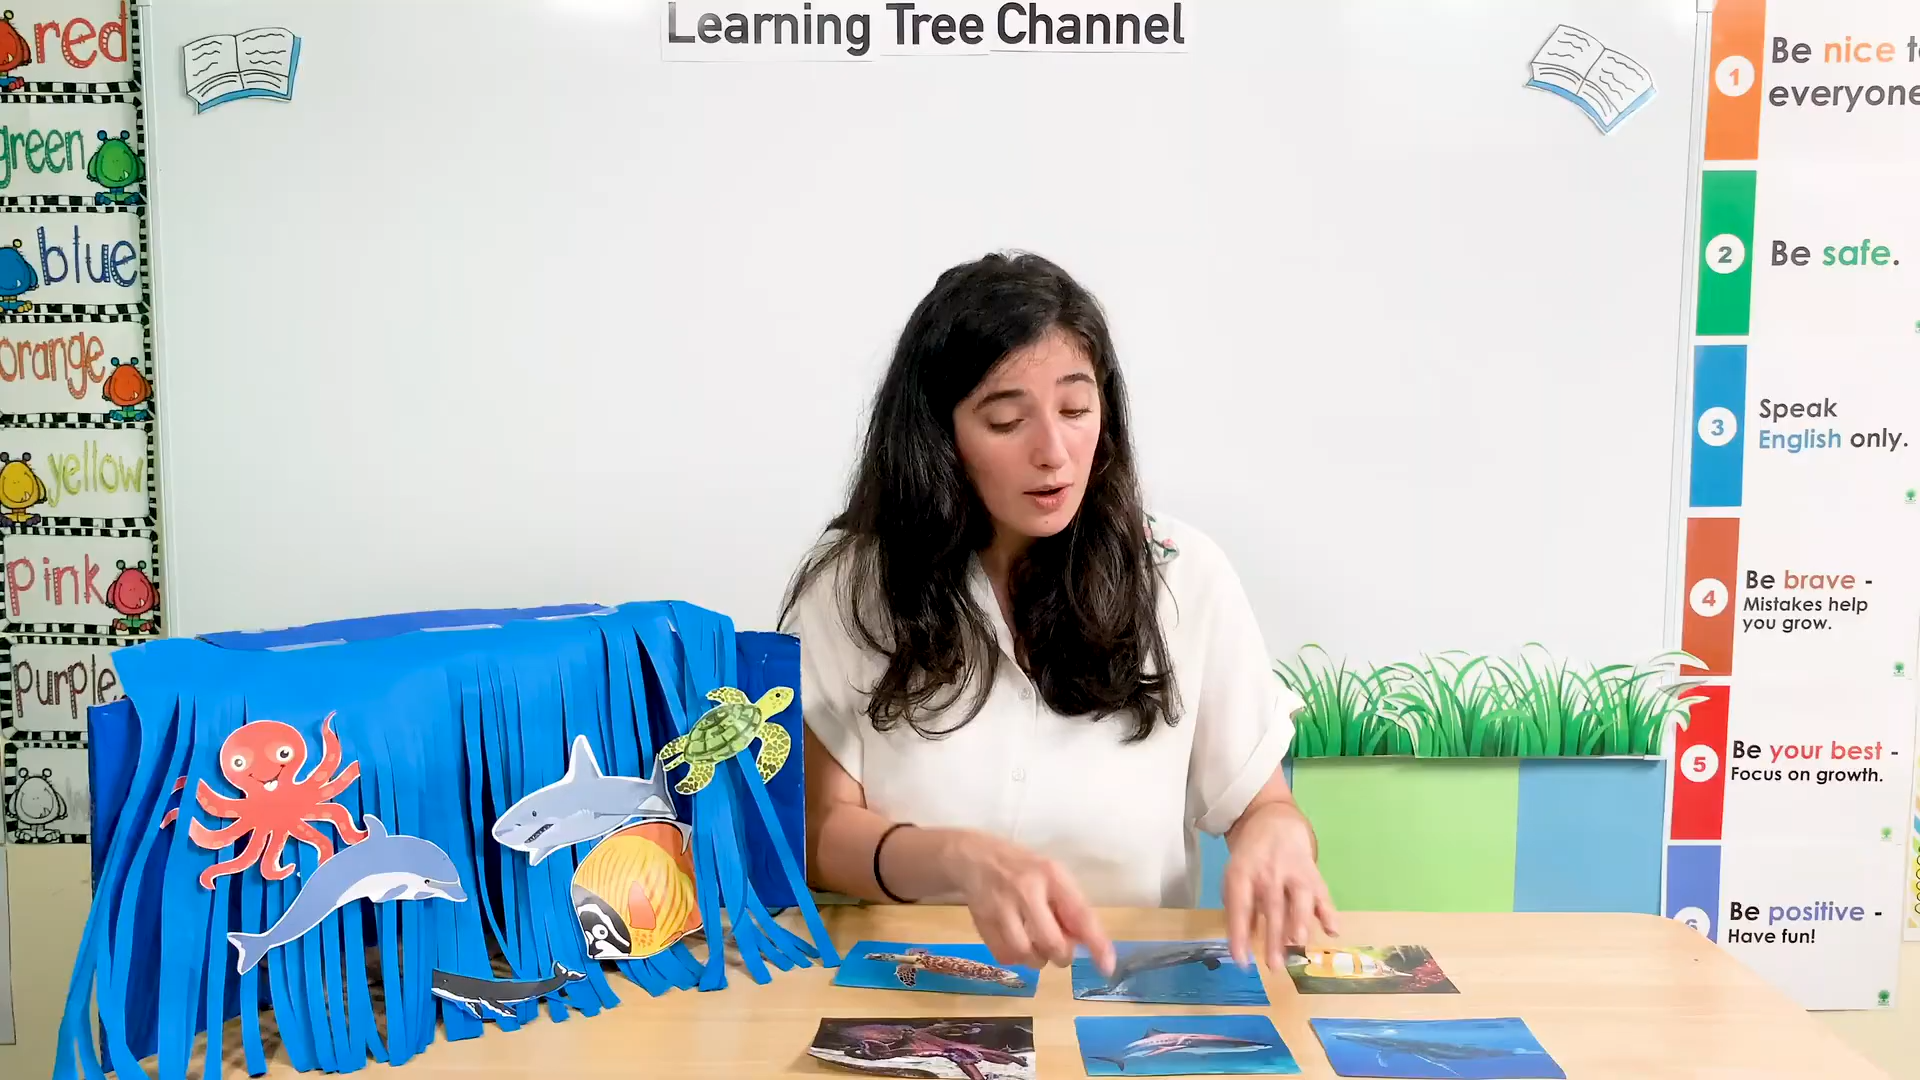 Learning Tree Channel
red
green
blue
orange
yellow
pink
purple
1
Be nice
everyone
2
Be safe.
3
Speak
English only.
4
Be brave -
Mistakes help
you grow.
5
Be your best -
Focus on growth.
6
Be positive -
Have fun!